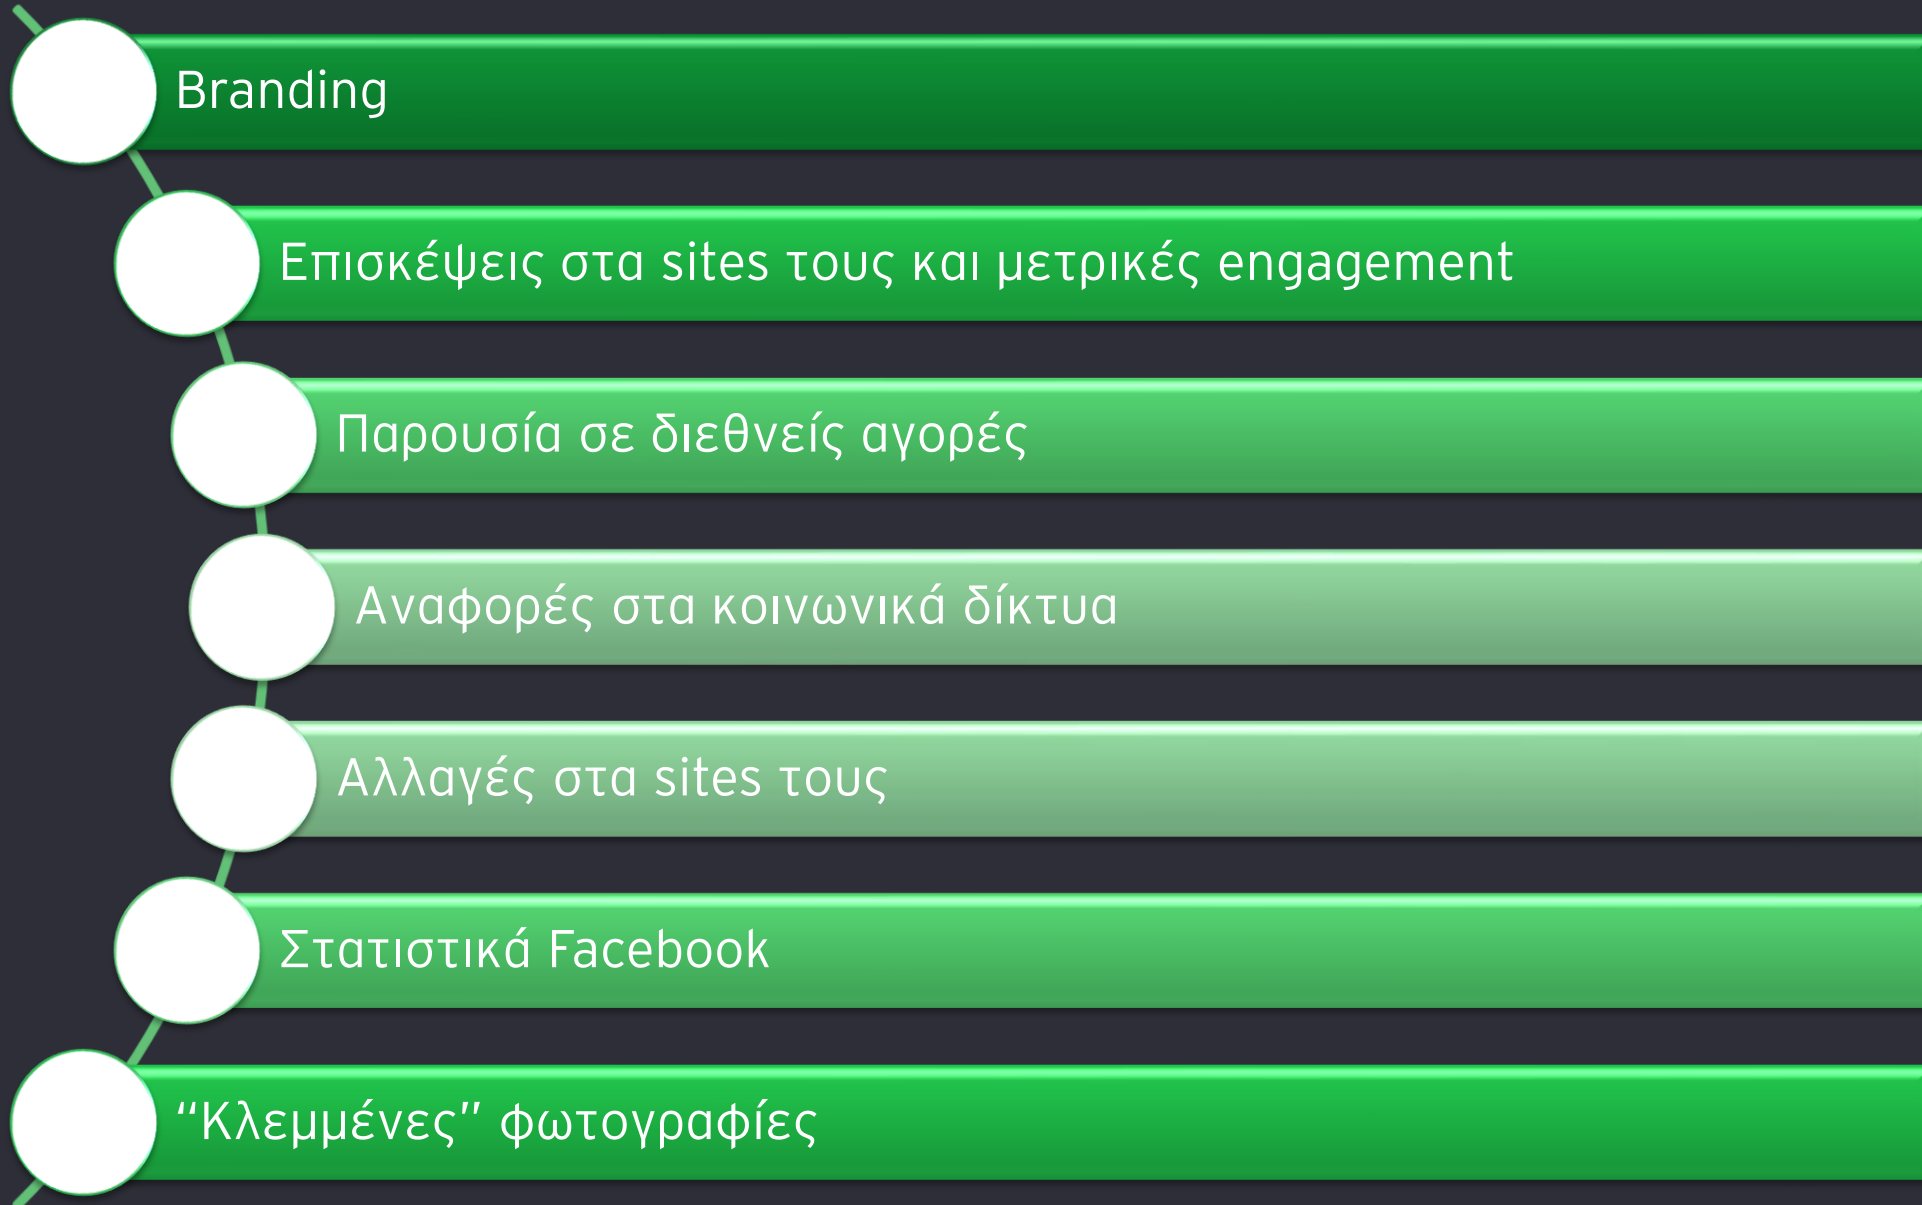 Branding
Επισκέψεις στα sites τους και μετρικές engagement
Παρουσία σε διεθνείς αγορές
Αναφορές στα κοινωνικά δίκτυα
Αλλαγές στα sites τους
Στατιστικά Facebook
“Κλεμμένες” φωτογραφίες